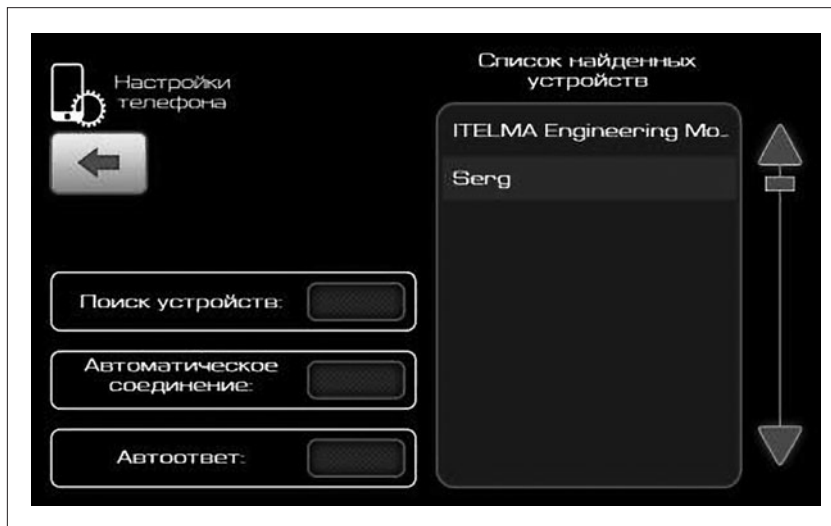 Настройки
телефона
Список найденных
устройств
ITELMA Engineering Mo..
Serg
Поиск устройств:
Автоматическое
соединение:
Автоответ: